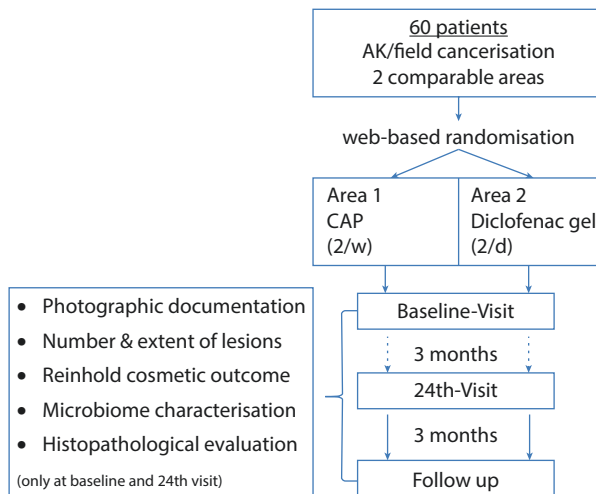 60 patients
AK/field cancerisation
2 comparable areas
web-based randomisation
Area 1
CAP
(2/w)
Area 2
Diclofenac gel
(2/d)
• Photographic documentation
• Number & extent of lesions
• Reinhold cosmetic outcome
• Microbiome characterisation
• Histopathological evaluation
(only at baseline and 24th visit)
Baseline-Visit
3 months
24th-Visit
3 months
Follow up